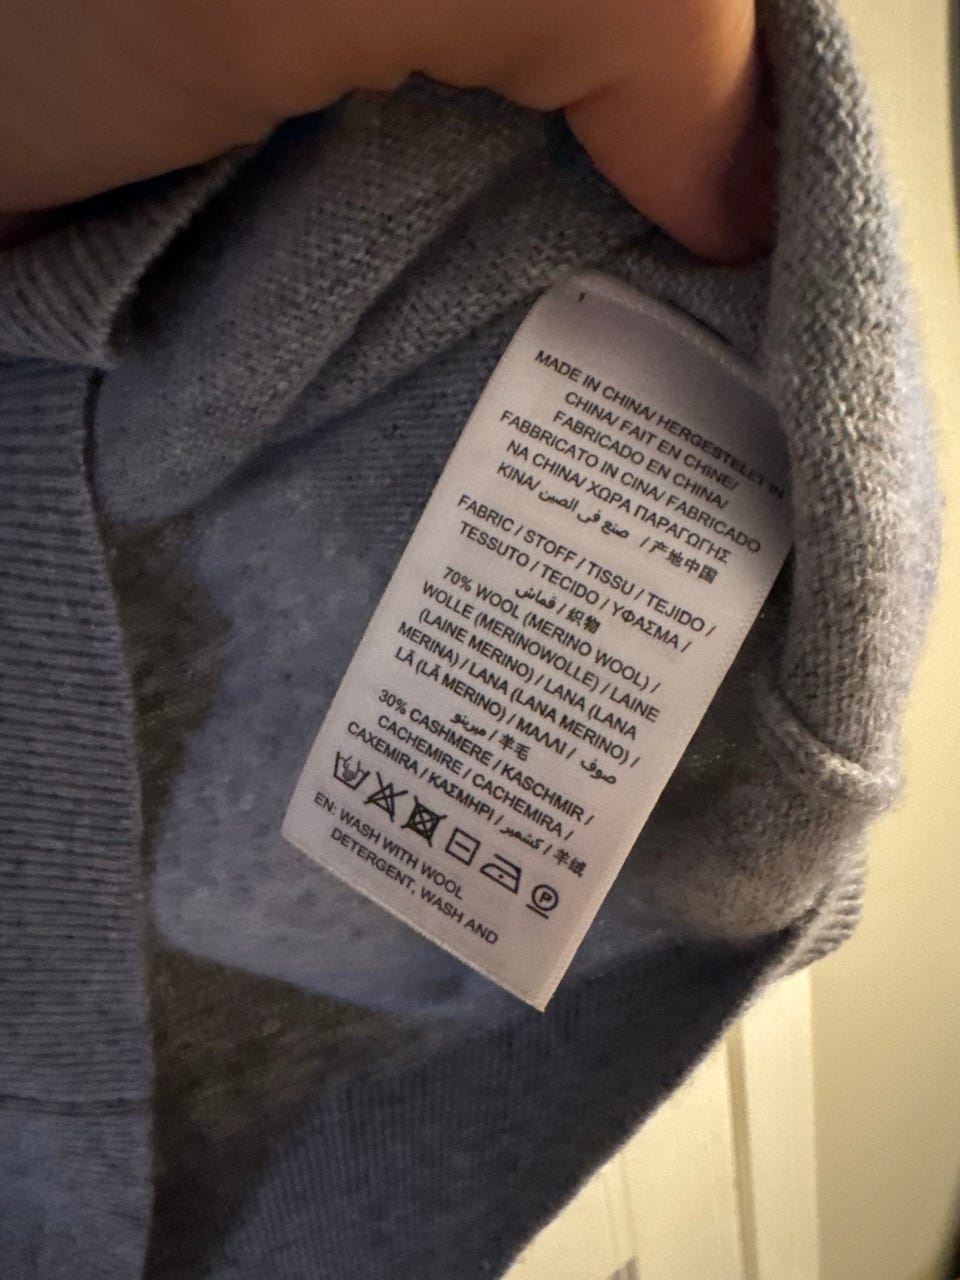 1
MADE IN CHINA/ HERGESTELLT IN
CHINA/ FAIT EN CHINE/
FABRICADO EN CHINA/
FABBRICATO IN CINA/ FABRICADO
NA CHINA/ ΧΩΡΑ ΠΑΡΑΓΩΓΗΣ
ΚΙΝΑ/ صنع في الصين / 产地中国
FABRIC / STOFF / TISSU / TEJIDO /
TESSUTO / TECIDO / ΥΦΑΣΜΑ /
قماش / 织物
70% WOOL (MERINO WOOL) /
WOLLE (MERINOWOLLE) / LAINE
(LAINE MERINO) / LANA (LANA
MERINA) / LANA (LANA MERINO) /
LÃ (LÃ MERINO) / ΜΑΛΛΙ / صوف
ميرينو / 羊毛
30% CASHMERE / KASCHMIR /
CACHEMIRE / CACHEMIRA /
CAXEMIRA / ΚΑΣΜΗΡΙ / كشمير / 羊绒
P
EN: WASH WITH WOOL
DETERGENT, WASH AND